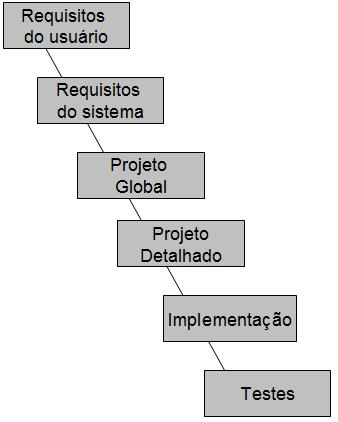 Requisitos
do usuário
Requisitos
do sistema
Projeto
Global
Projeto
Detalhado
Implementação
Testes